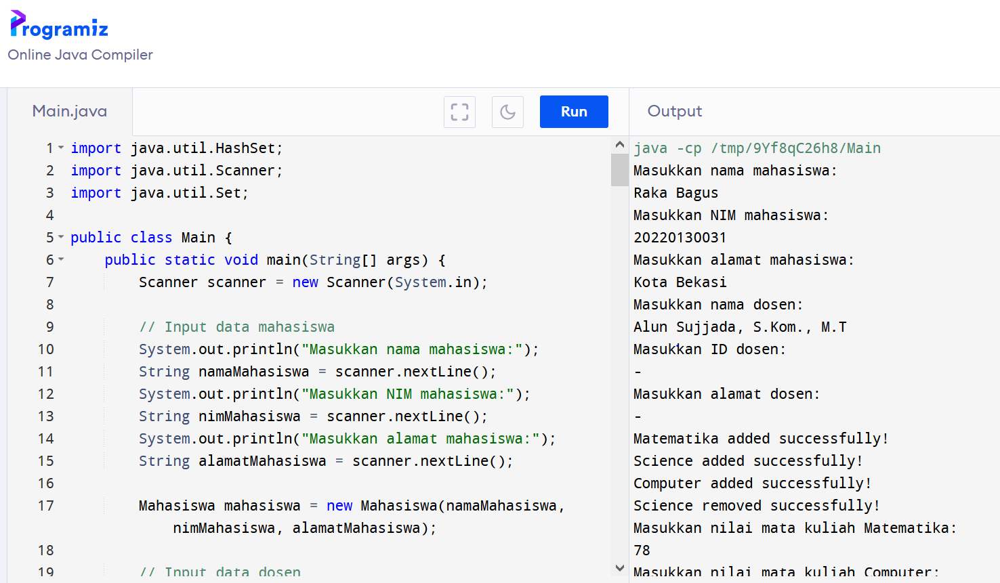 Programiz
Online Java Compiler
Main.java
Run
Output
1 import java.util.HashSet;
2 import java.util.Scanner;
3 import java.util.Set;
4
5 public class Main {
6 public static void main(String[] args) {
7 Scanner scanner = new Scanner(System.in);
8
9 // Input data mahasiswa
10 System.out.println("Masukkan nama mahasiswa:");
11 String namaMahasiswa = scanner.nextLine();
12 System.out.println("Masukkan NIM mahasiswa:");
13 String nimMahasiswa = scanner.nextLine();
14 System.out.println("Masukkan alamat mahasiswa:");
15 String alamatMahasiswa = scanner.nextLine();
16
17 Mahasiswa mahasiswa = new Mahasiswa(namaMahasiswa,
nimMahasiswa, alamatMahasiswa);
18
19 // Input data dosen
java -cp /tmp/9Yf8qC26h8/Main
Masukkan nama mahasiswa:
Raka Bagus
Masukkan NIM mahasiswa:
20220130031
Masukkan alamat mahasiswa:
Kota Bekasi
Masukkan nama dosen:
Alun Sujjada, S.Kom., M.T
Masukkan ID dosen:
-
Masukkan alamat dosen:
-
Matematika added successfully!
Science added successfully!
Computer added successfully!
Science removed successfully!
Masukkan nilai mata kuliah Matematika:
78
Masukkan nilai mata kuliah Computer: